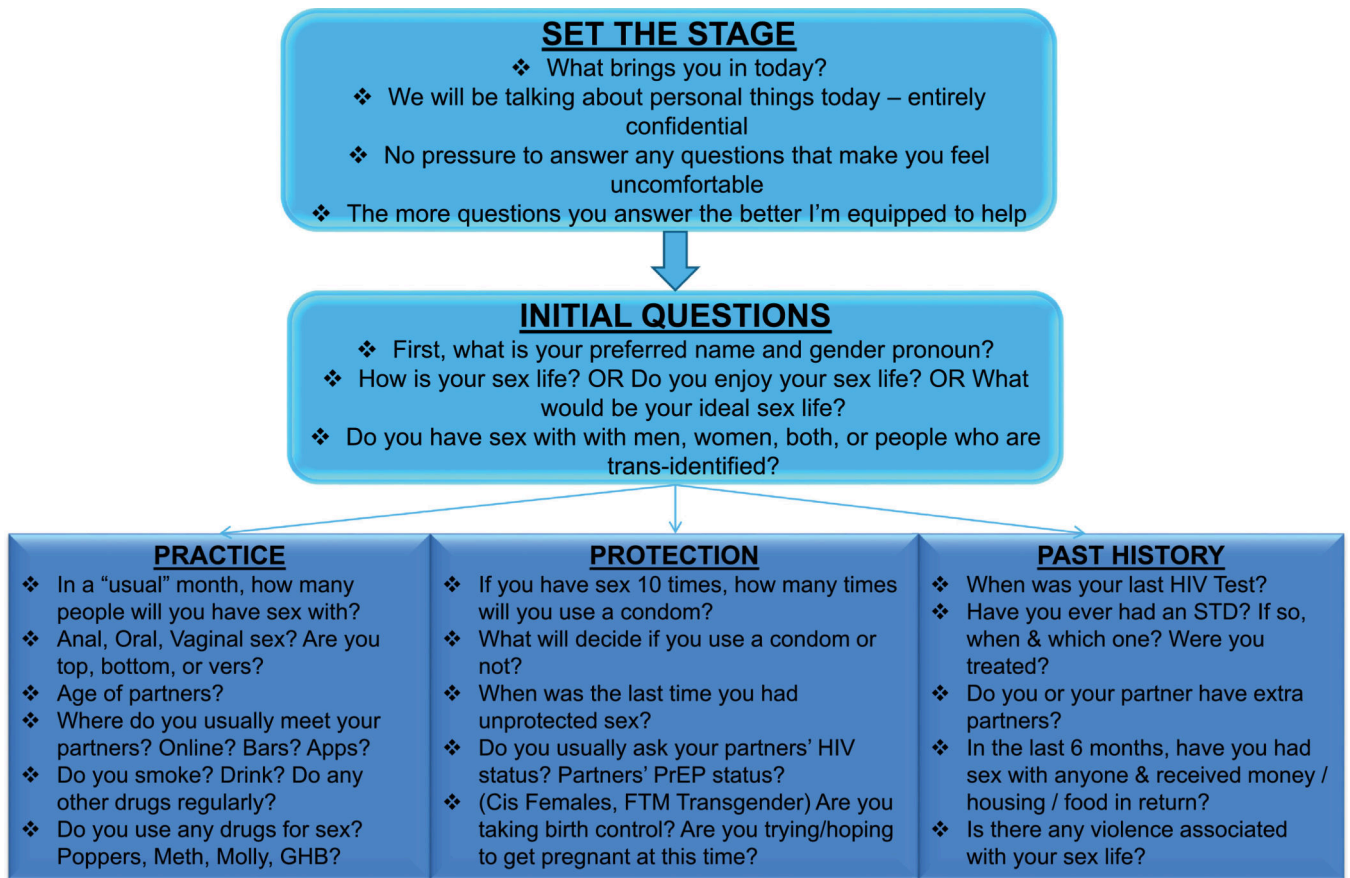 SET THE STAGE
❖ What brings you in today?
❖ We will be talking about personal things today – entirely
confidential
❖ No pressure to answer any questions that make you feel
uncomfortable
❖ The more questions you answer the better I'm equipped to help
INITIAL QUESTIONS
❖ First, what is your preferred name and gender pronoun?
❖ How is your sex life? OR Do you enjoy your sex life? OR What
would be your ideal sex life?
❖ Do you have sex with with men, women, both, or people who are
trans-identified?
PRACTICE
❖ In a “usual” month, how many
people will you have sex with?
❖ Anal, Oral, Vaginal sex? Are you
top, bottom, or vers?
❖ Age of partners?
❖ Where do you usually meet your
partners? Online? Bars? Apps?
❖ Do you smoke? Drink? Do any
other drugs regularly?
❖ Do you use any drugs for sex?
Poppers, Meth, Molly, GHB?
PROTECTION
❖ If you have sex 10 times, how many times
will you use a condom?
❖ What will decide if you use a condom or
not?
❖ When was the last time you had
unprotected sex?
❖ Do you usually ask your partners' HIV
status? Partners' PrEP status?
❖ (Cis Females, FTM Transgender) Are you
taking birth control? Are you trying/hoping
to get pregnant at this time?
PAST HISTORY
❖ When was your last HIV Test?
❖ Have you ever had an STD? If so,
when & which one? Were you
treated?
❖ Do you or your partner have extra
partners?
❖ In the last 6 months, have you had
sex with anyone & received money /
housing / food in return?
❖ Is there any violence associated
with your sex life?